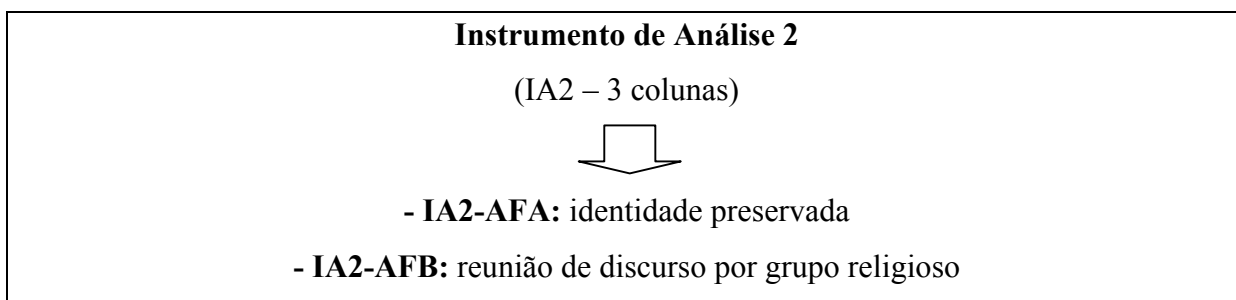 Instrumento de Análise 2
(IA2 – 3 colunas)
- IA2-AFA: identidade preservada
- IA2-AFB: reunião de discurso por grupo religioso